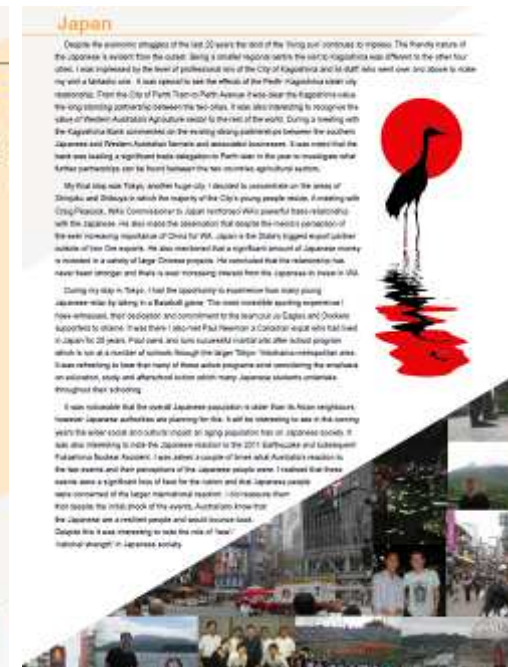 Japan
Despite the economic struggles of the last 20 years the land of the 'rising sun' continues to impress. The friendly nature of
the Japanese is evident from the outset. Being a smaller regional centre the visit to Kagoshima was different to the other four
cities. I was impressed by the level of professionalism of the City of Kagoshima and its staff who went over and above to make
my visit a fantastic one. It was special to see the effects of the Perth -Kagoshima sister city
relationship. From the City of Perth Tram to Perth Avenue it was clear the Kagoshima value
the long standing partnership between the two cities. It was also interesting to recognise the
value of Western Australia's Agriculture sector to the rest of the world. During a meeting with
the Kagoshima Bank commented on the existing strong partnerships between the southern
Japanese and Western Australian farmers and associated businesses. It was noted that the
bank was leading a significant trade delegation to Perth later in the year to investigate what
further partnerships can be found between the two countries agricultural sectors.
My final stop was Tokyo, another huge city. I decided to concentrate on the areas of
Shinjuku and Shibuya in which the majority of the City's young people reside. A meeting with
Craig Peacock, WA's Commissioner to Japan reinforced WA's powerful trade relationship
with the Japanese. He also made the observation that despite the media's perception of
the ever increasing importance of China for WA, Japan is the State's biggest export partner
outside of Iron Ore exports. He also mentioned that a significant amount of Japanese money
is invested in a variety of large Chinese projects. He concluded that the relationship has
never been stronger and there is ever increasing interest from the Japanese to invest in WA.
During my stay in Tokyo, I had the opportunity to experience how many young
Japanese relax by taking in a Baseball game. The most incredible sporting experience I
have witnessed, their dedication and commitment to the team put us Eagles and Dockers
supporters to shame. It was there I also met Paul Newman a Canadian expat who had lived
in Japan for 20 years. Paul owns and runs successful martial arts after school program
which is run at a number of schools through the larger Tokyo- Yokohama metropolitan area.
It was refreshing to hear that many of these active programs exist considering the emphasis
on education, study and afterschool tuition which many Japanese students undertake
throughout their schooling.
It was noticeable that the overall Japanese population is older than its Asian neighbours,
however Japanese authorities are planning for this. It will be interesting to see in the coming
years the wider social and cultural impact an aging population has on Japanese society. It
was also interesting to note the Japanese reaction to the 2011 Earthquake and subsequent
Fukushima Nuclear Accident. I was asked a couple of times what Australia's reaction to
the two events and their perceptions of the Japanese people were. I realised that these
events were a significant loss of face for the nation and that Japanese people
were concerned of the larger international reaction. I did reassure them
that despite the initial shock of the events, Australians know that
the Japanese are a resilient people and would bounce back.
Despite this it was interesting to note the role of 'face'/
'national strength' in Japanese society.